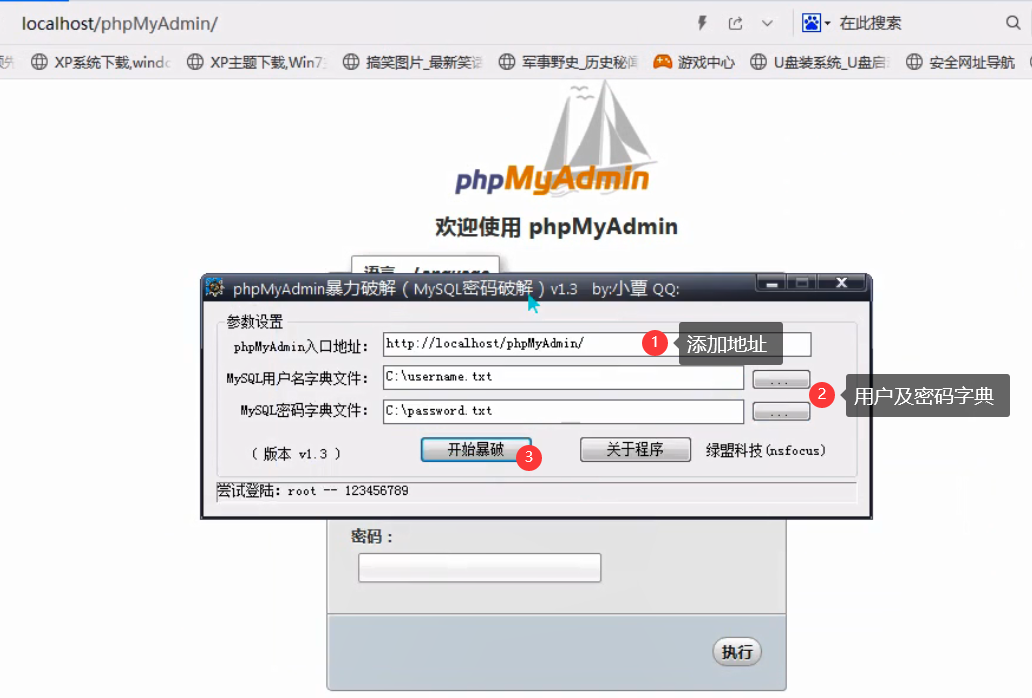 localhost/phpMyAdmin/
在此搜索
XP系统下载,windo
XP主题下载,Win7
搞笑图片_最新笑话
军事野史_历史秘闻
游戏中心
U盘装系统_U盘启
安全网址导航
phpMyAdmin
欢迎使用 phpMyAdmin
语言 - Language
phpMyAdmin暴力破解（MySQL密码破解）v1.3 by:小覃 QQ:
参数设置
phpMyAdmin入口地址：
http://localhost/phpMyAdmin/
1
添加地址
MySQL用户名字典文件：
C:\username.txt
...
2
用户及密码字典
MySQL密码字典文件：
C:\password.txt
...
（ 版本 v1.3 ）
开始暴破
3
关于程序
绿盟科技(nsfocus)
尝试登陆：root -- 123456789
密码：
执行